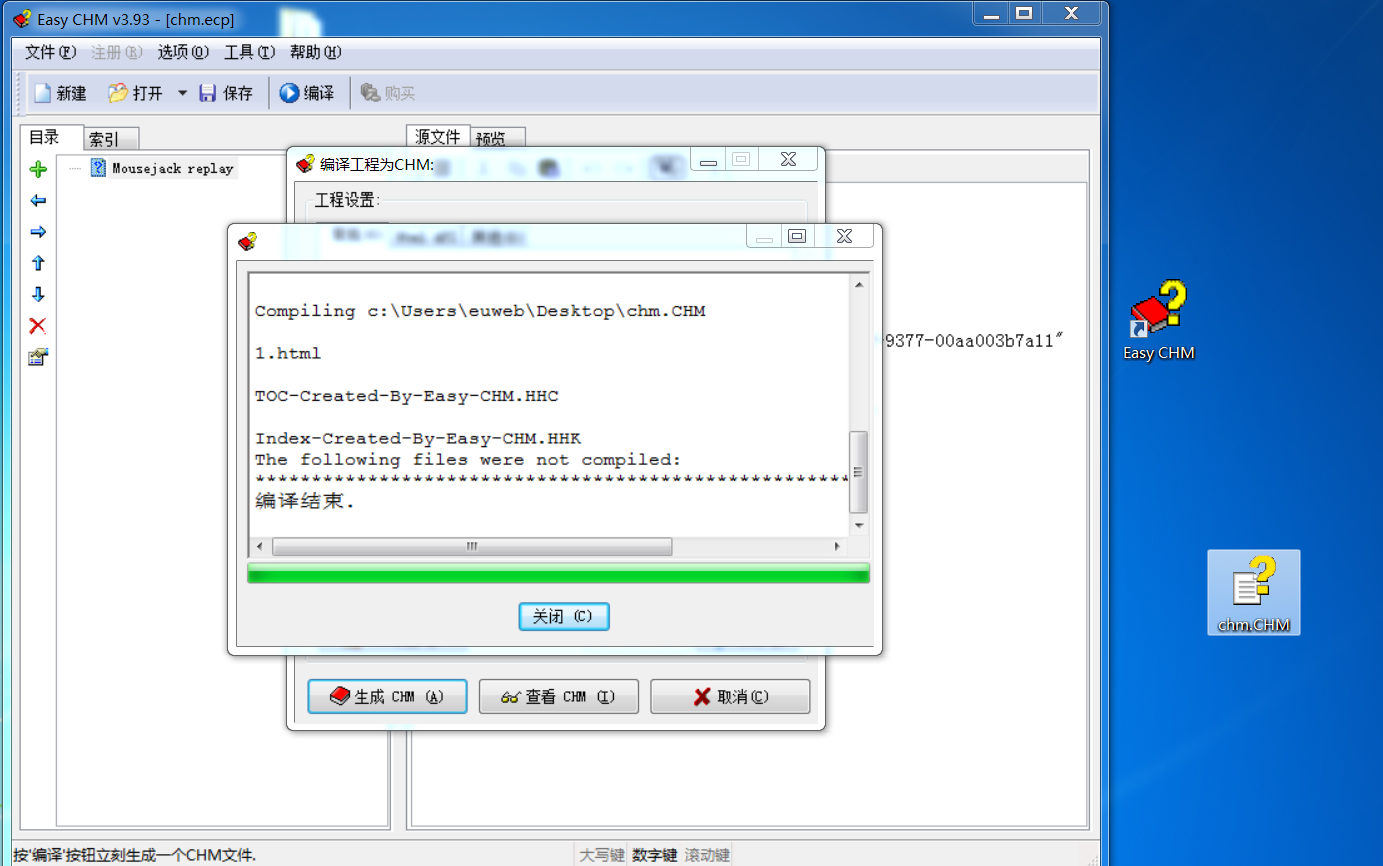 Easy CHM v3.93 - [chm.ecp]
文件(F) 注册(R) 选项(O) 工具(T) 帮助(H)
新建 打开 保存 编译 购买
目录 索引
源文件 预览
Mousejack replay
编译工程为CHM:
工程设置:
Compiling c:\Users\euweb\Desktop\chm.CHM
1.html
TOC-Created-By-Easy-CHM.HHC
Index-Created-By-Easy-CHM.HHK
The following files were not compiled:
******************************************************
编译结束.
关闭 (C)
生成 CHM (A) 查看 CHM (I) 取消(C)
9377-00aa003b7a11"
Easy CHM
chm.CHM
按'编译'按钮立刻生成一个CHM文件.
大写键 数字键 滚动键